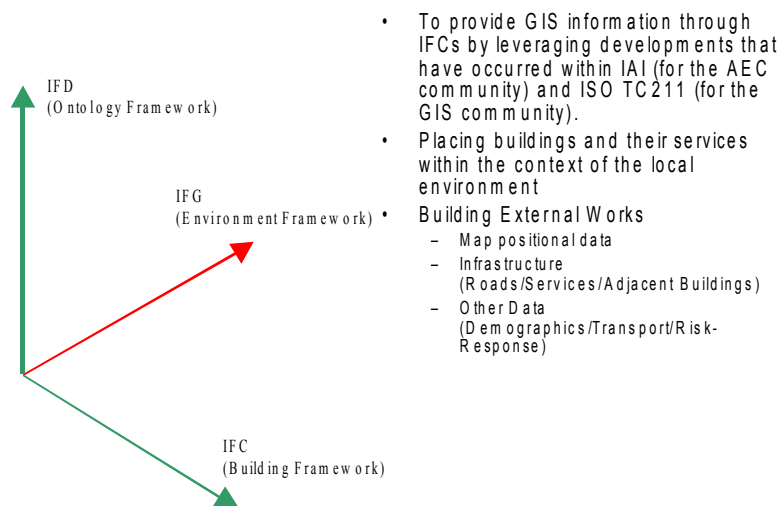 IFD
(Ontology Framework)
IFG
(Environment Framework)
IFC
(Building Framework)
• To provide GIS information through
IFCs by leveraging developments that
have occurred within IAI (for the AEC
community) and ISO TC211 (for the
GIS community).
• Placing buildings and their services
within the context of the local
environment
• Building External Works
– Map positional data
– Infrastructure
(Roads/Services/Adjacent Buildings)
– Other Data
(Demographics/Transport/Risk-
Response)